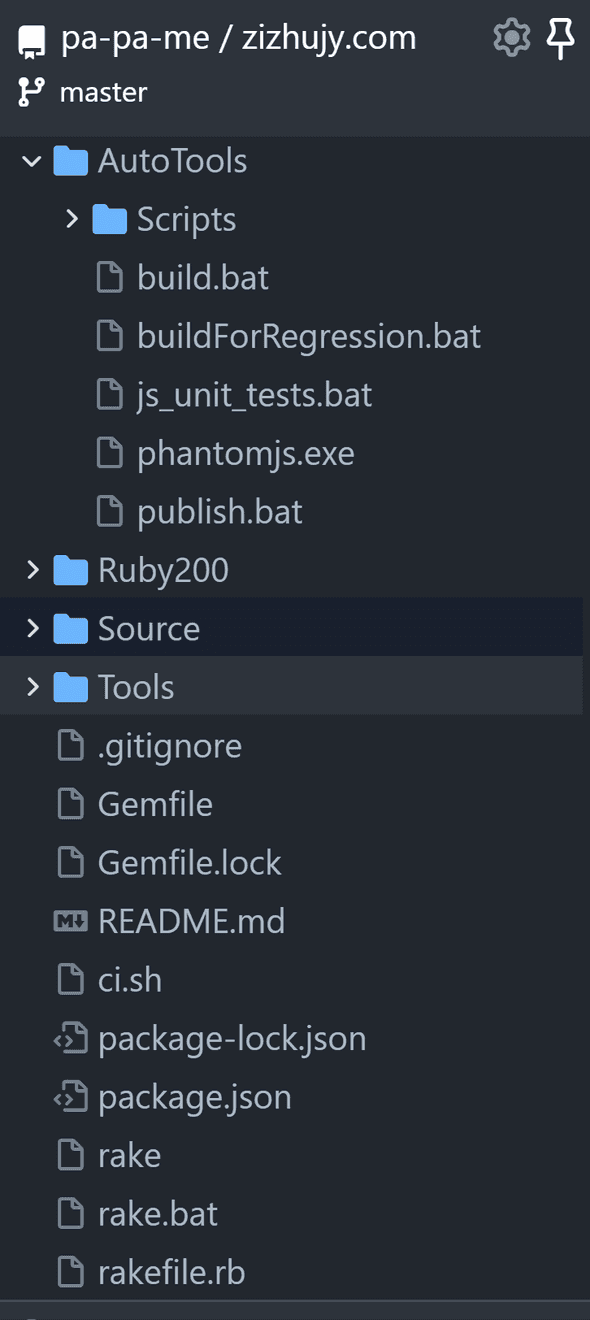 pa-pa-me / zizhujy.com
master
AutoTools
Scripts
build.bat
buildForRegression.bat
js_unit_tests.bat
phantomjs.exe
publish.bat
Ruby200
Source
Tools
.gitignore
Gemfile
Gemfile.lock
README.md
ci.sh
package-lock.json
package.json
rake
rake.bat
rakefile.rb